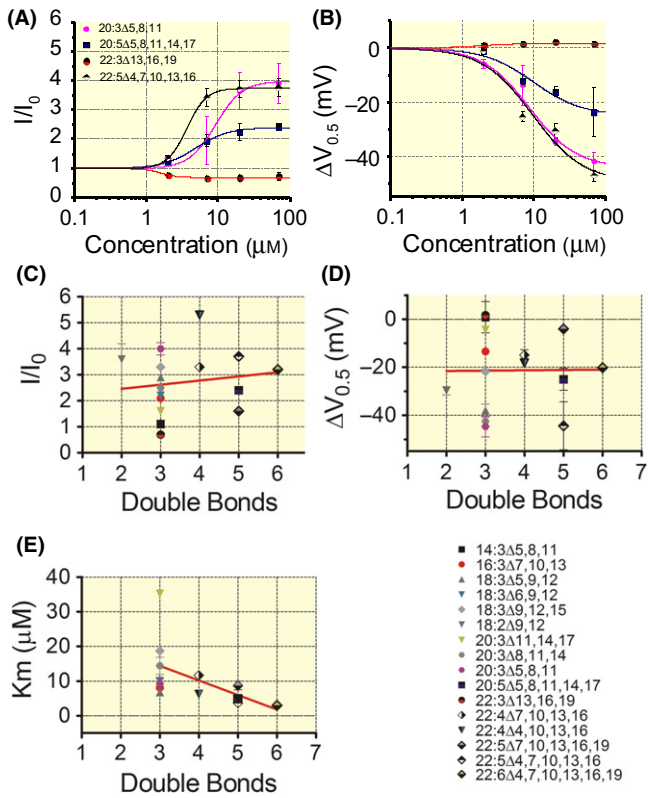 (A)
20:3Δ5,8,11
20:5Δ5,8,11,14,17
22:3Δ13,16,19
22:5Δ4,7,10,13,16
6
5
4
3
2
1
0
I/I0
0.1 1 10 100
Concentration (μM)
(B)
0
−20
−40
ΔV0.5 (mV)
0.1 1 10 100
Concentration (μM)
(C)
6
5
4
3
2
1
0
I/I0
1 2 3 4 5 6
Double Bonds
(D)
0
−20
−40
ΔV0.5 (mV)
1 2 3 4 5 6 7
Double Bonds
(E)
40
30
20
10
0
Km (μM)
1 2 3 4 5 6 7
Double Bonds
14:3Δ5,8,11
16:3Δ7,10,13
18:3Δ5,9,12
18:3Δ6,9,12
18:3Δ9,12,15
18:2Δ9,12
20:3Δ11,14,17
20:3Δ8,11,14
20:3Δ5,8,11
20:5Δ5,8,11,14,17
22:3Δ13,16,19
22:4Δ7,10,13,16
22:4Δ4,10,13,16
22:5Δ7,10,13,16,19
22:5Δ4,7,10,13,16
22:6Δ4,7,10,13,16,19